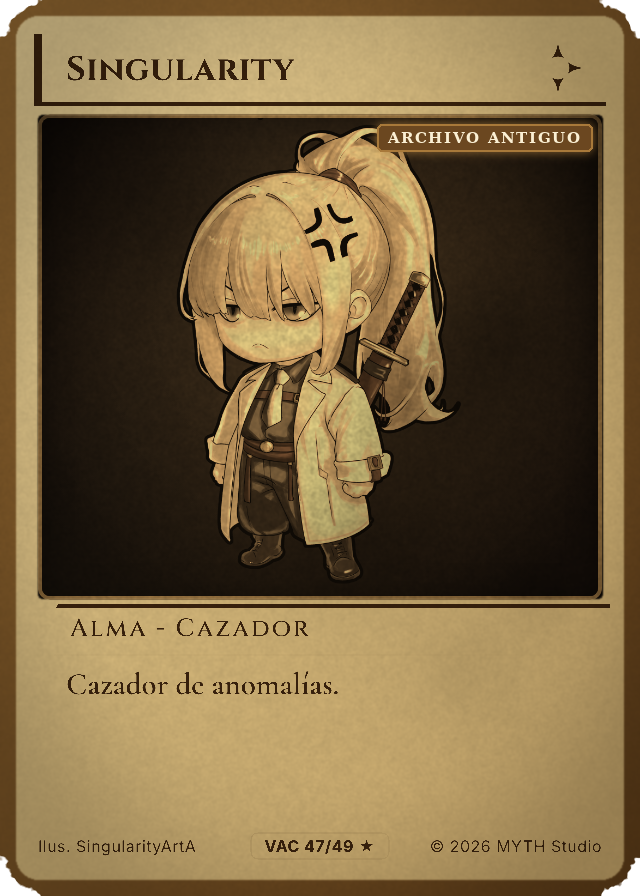 Singularity
ARCHIVO ANTIGUO
Alma - Cazador
Cazador de anomalías.
Ilus. SingularityArtA
VAC 47/49 ★
© 2026 MYTH Studio